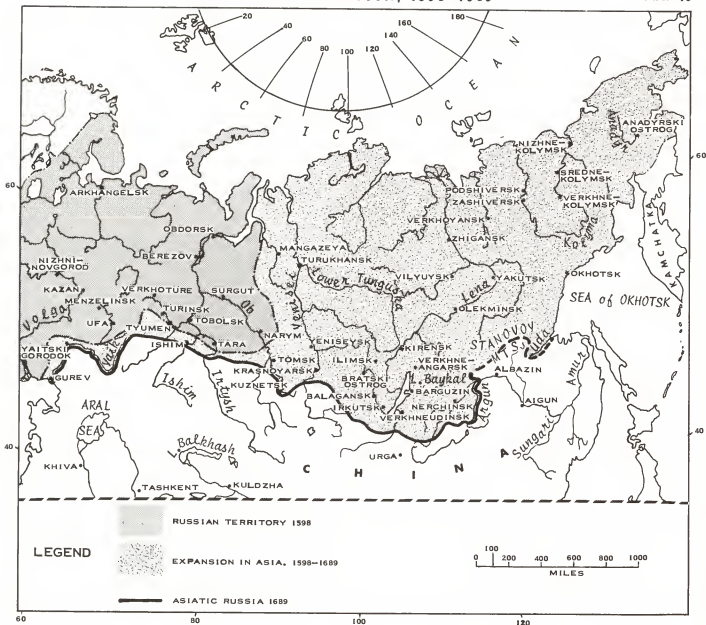 20
40
60
80
100
120
140
160
180
ARCTIC OCEAN
60
60
ANADYRSKI
OSTROG
Anadyr
NIZHNE-
KOLYMSK
SREDNE-
KOLYMSK
VERKHNE-
KOLYMSK
Kolyma
KAMCHATKA
ARKHANGELSK
PODSHIVERSK
ZASHIVERSK
VERKHOYANSK
ZHIGANSK
OBDORSK
MANGAZEYA
TURUKHANSK
BEREZOV
NIZHNI-
NOVGOROD
Lower Tunguska
VILYUYSK
YAKUTSK
OKHOTSK
SEA of OKHOTSK
KAZAN
VERKHOTURE
SURGUT
Yenisei
Lena
OLEKMINSK
MENZELINSK
TURINSK
Ob
Volga
UFA
TYUMEN
TOBOLSK
NARYM
YENISEYSK
KIRENSK
STANOVOY
MTS.
Uda
YAITSKI
GORODOK
Yaik
ISHIM
TARA
TOMSK
ILIMSK
VERKHNE-
ANGARSK
ALBAZIN
GUREV
KRASNOYARSK
KUZNETSK
BRATSKI
OSTROG
L. Baykal
BARGUZIN
Amur
Ishim
Irtysh
BALAGANSK
NERCHINSK
Argun
AIGUN
IRKUTSK
VERKHNEUDINSK
ARAL
SEA
Sungari
40
40
L. Balkhash
URGA
CHINA
KHIVA
TASHKENT
KULDZHA
LEGEND
RUSSIAN TERRITORY 1598
EXPANSION IN ASIA. 1598-1689
ASIATIC RUSSIA 1689
100
0 200 400 600 800 1000
MILES
60 80 100 120